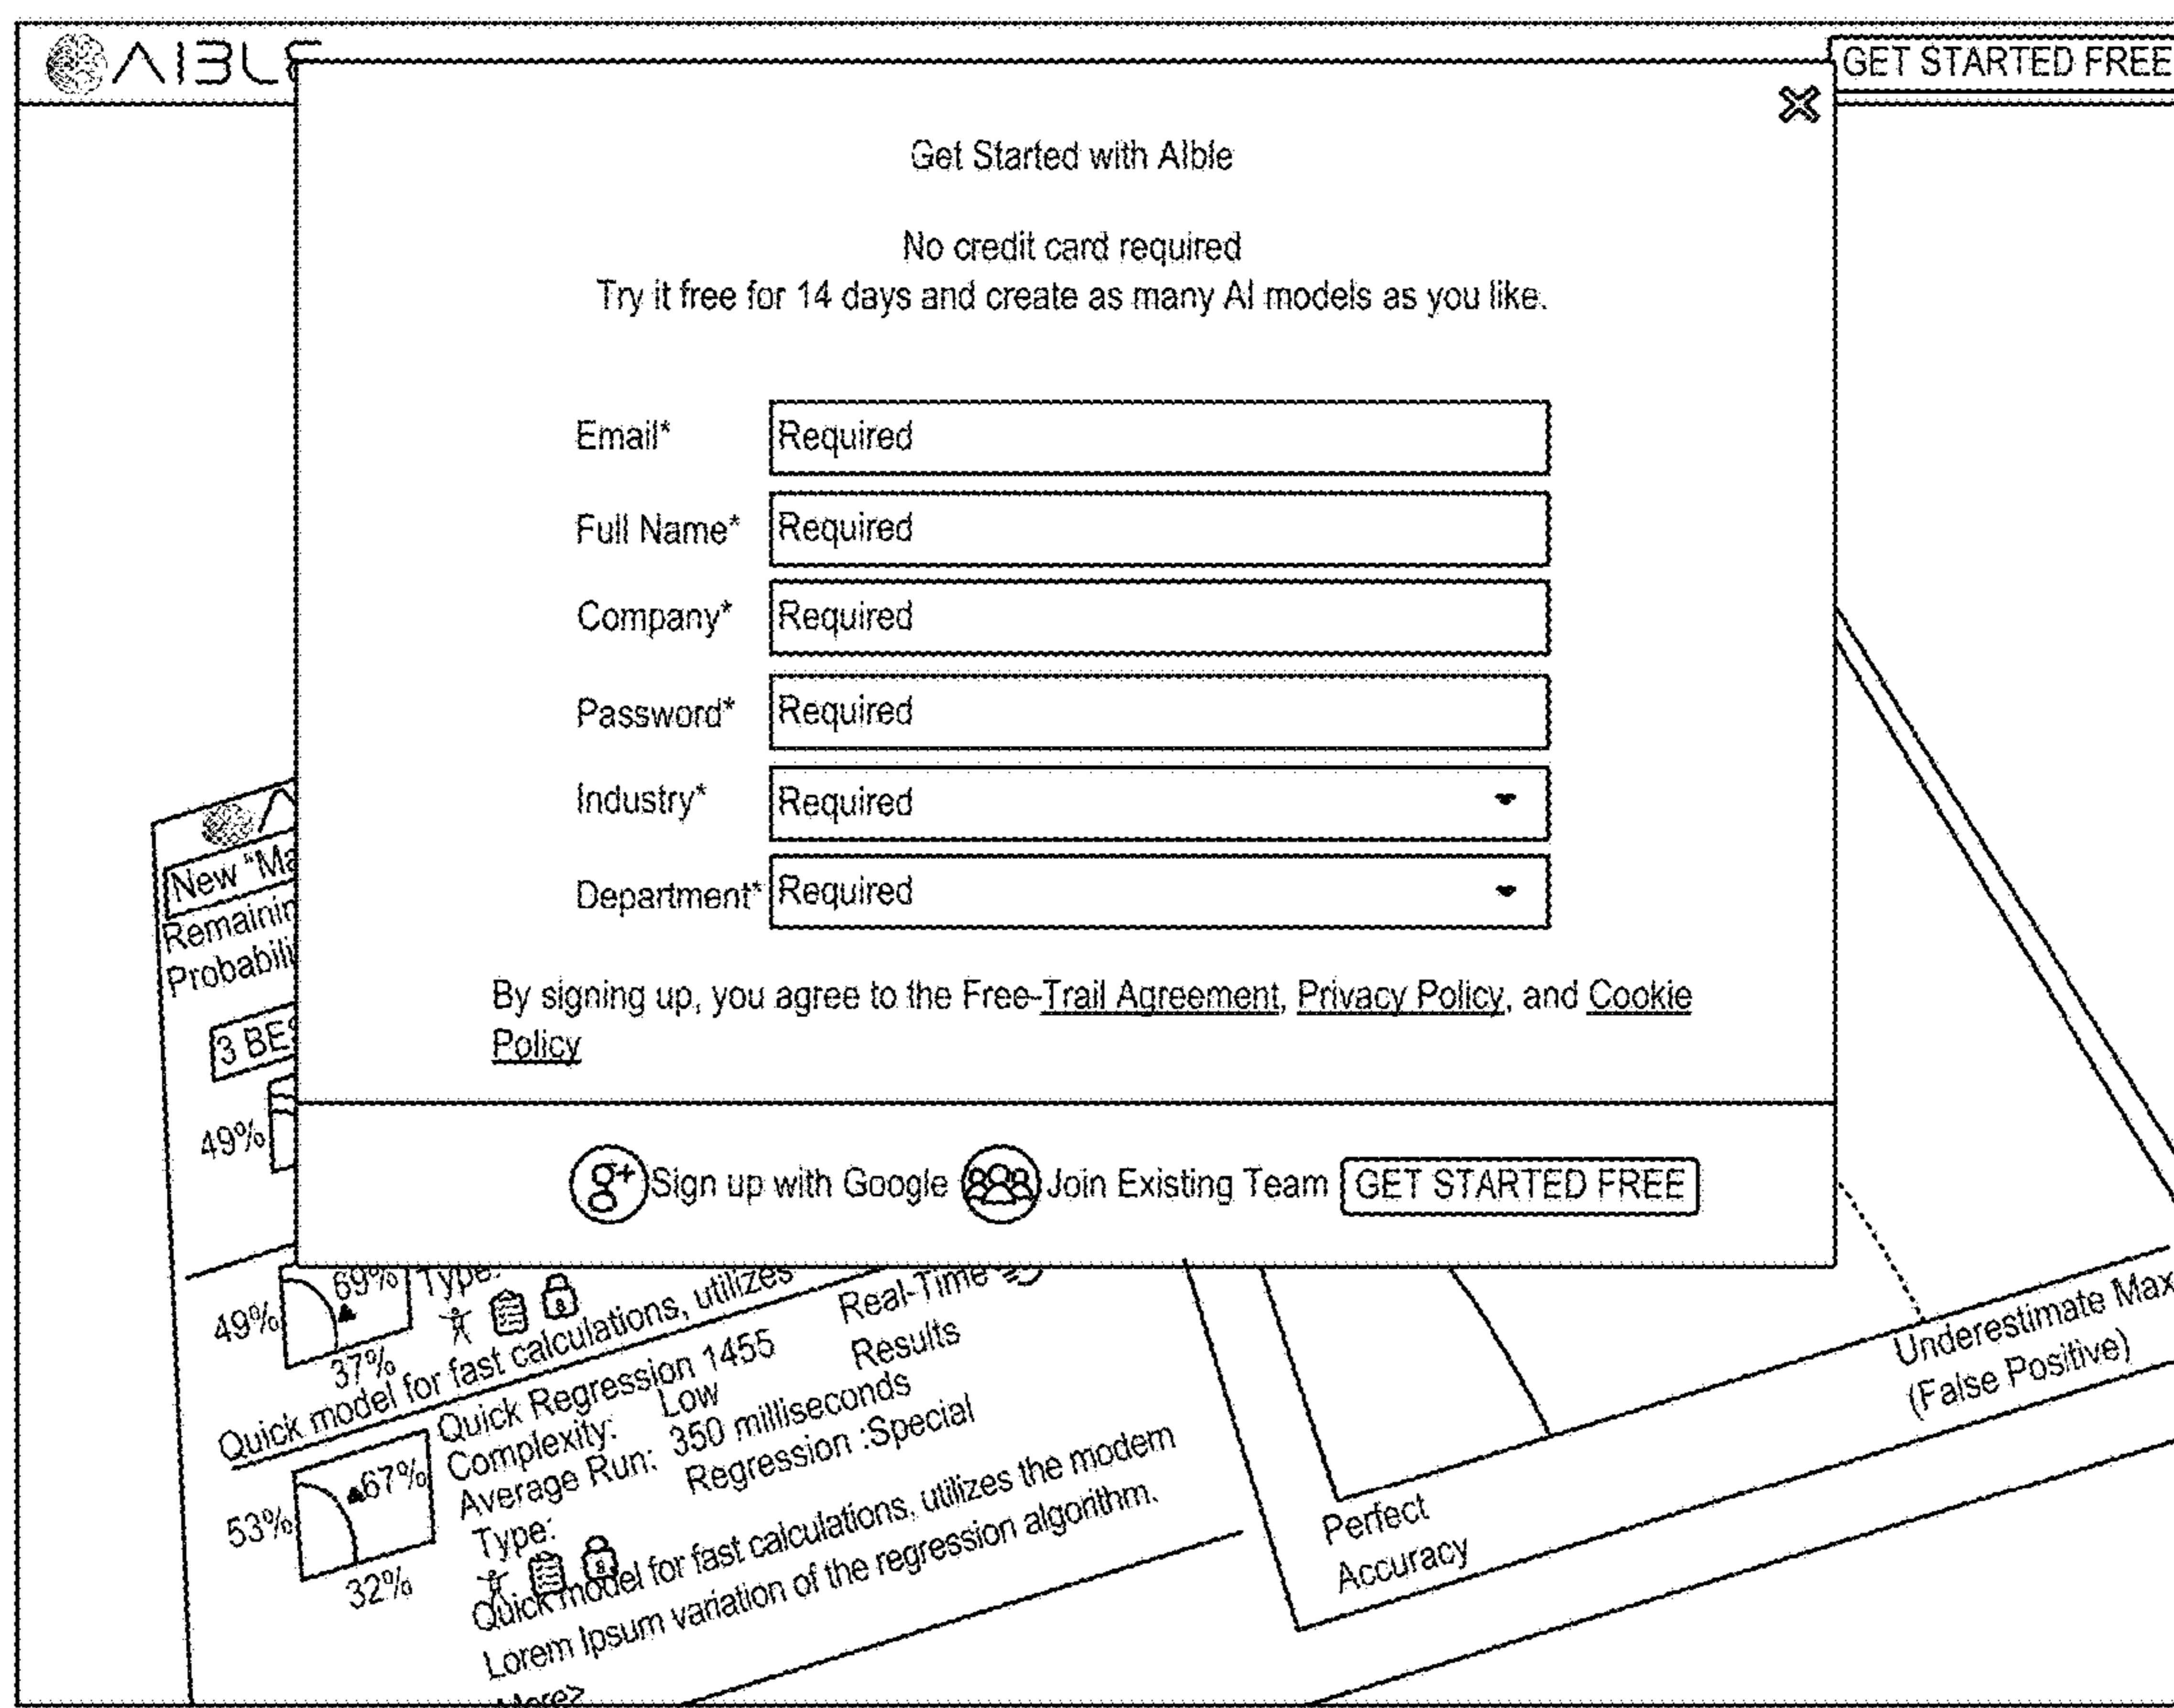 AIBLE
GET STARTED FREE
Get Started with AIble
No credit card required
Try it free for 14 days and create as many AI models as you like.
Email* Required
Full Name* Required
Company* Required
Password* Required
Industry* Required
Department* Required
By signing up, you agree to the Free-Trail Agreement, Privacy Policy, and Cookie
Policy
g+ Sign up with Google Join Existing Team GET STARTED FREE
New "Ma
Remainin
Probabili
3 BES
49%
49% 69% Type:
37%
Real-Time
Results
Quick model for fast calculations, utilizes
53% 67% 32%
Quick Regression 1455
Complexity: Low
Average Run: 350 milliseconds
Type: Regression :Special
Quick model for fast calculations, utilizes the modern
Lorem Ipsum variation of the regression algorithm.
More>
Perfect
Accuracy
Underestimate Max
(False Positive)